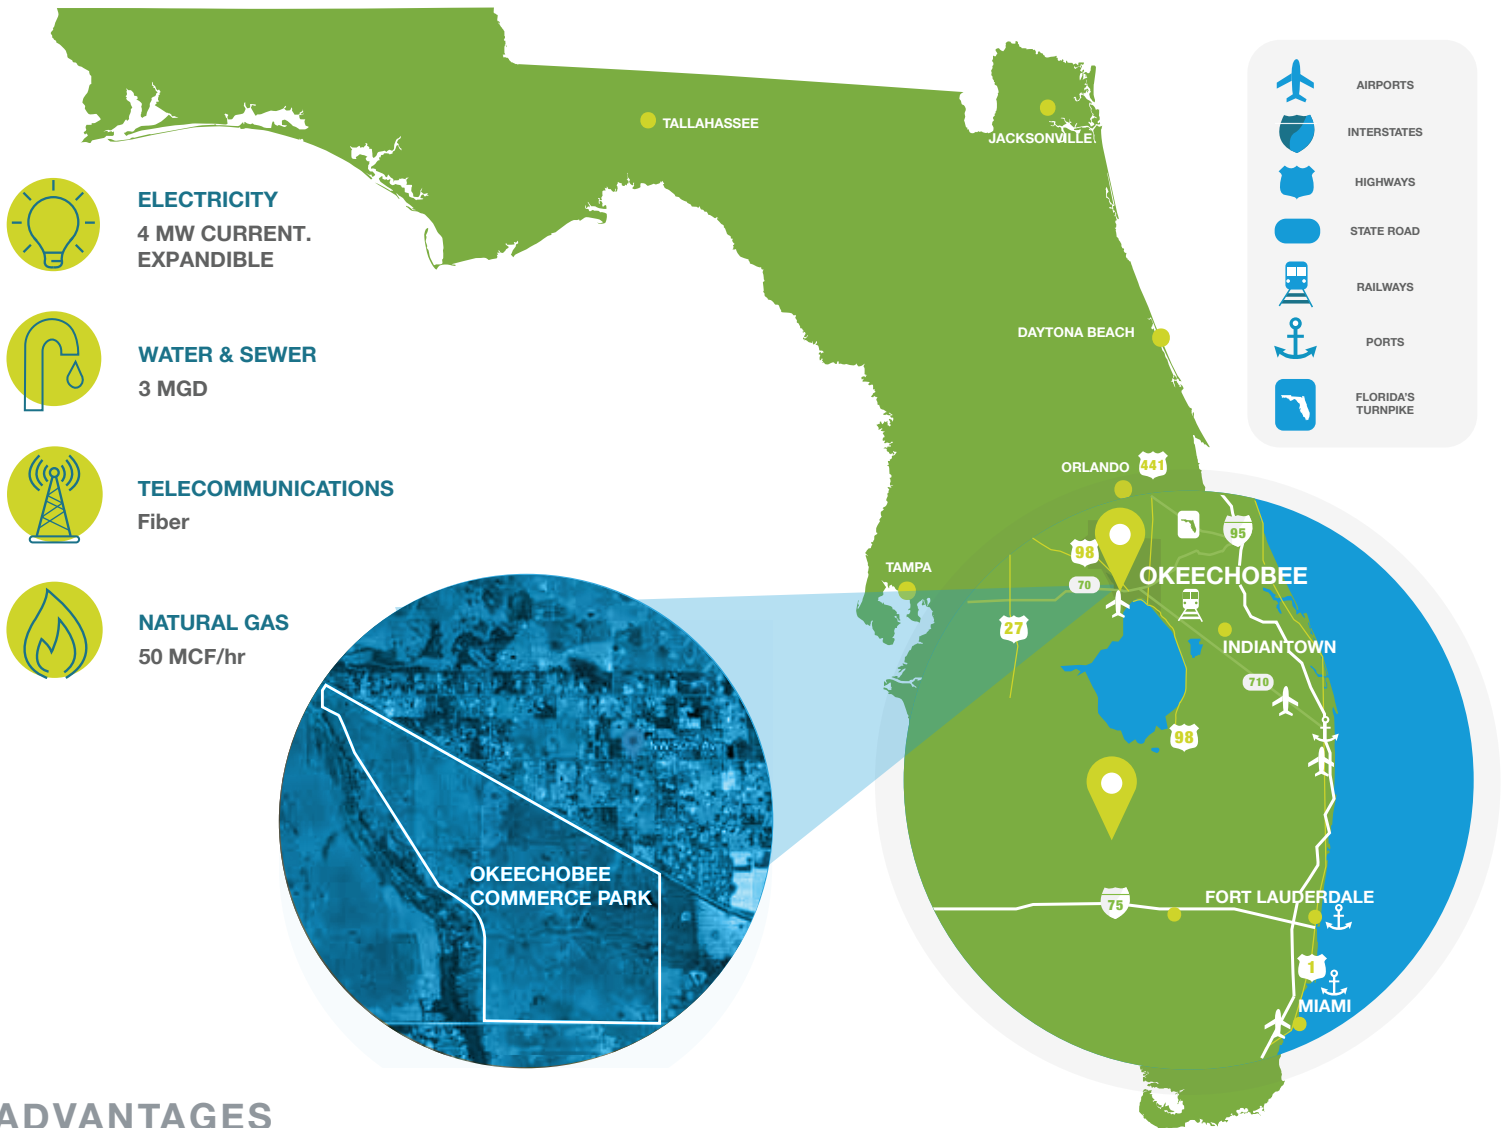 TALLAHASSEE
JACKSONVILLE
AIRPORTS
INTERSTATES
HIGHWAYS
STATE ROAD
RAILWAYS
PORTS
FLORIDA'S
TURNPIKE
ELECTRICITY
4 MW CURRENT.
EXPANDIBLE
WATER & SEWER
3 MGD
TELECOMMUNICATIONS
Fiber
NATURAL GAS
50 MCF/hr
DAYTONA BEACH
ORLANDO
441
95
98
TAMPA
70
OKEECHOBEE
27
INDIANTOWN
710
98
75
FORT LAUDERDALE
1
MIAMI
OKEECHOBEE
COMMERCE PARK
ADVANTAGES